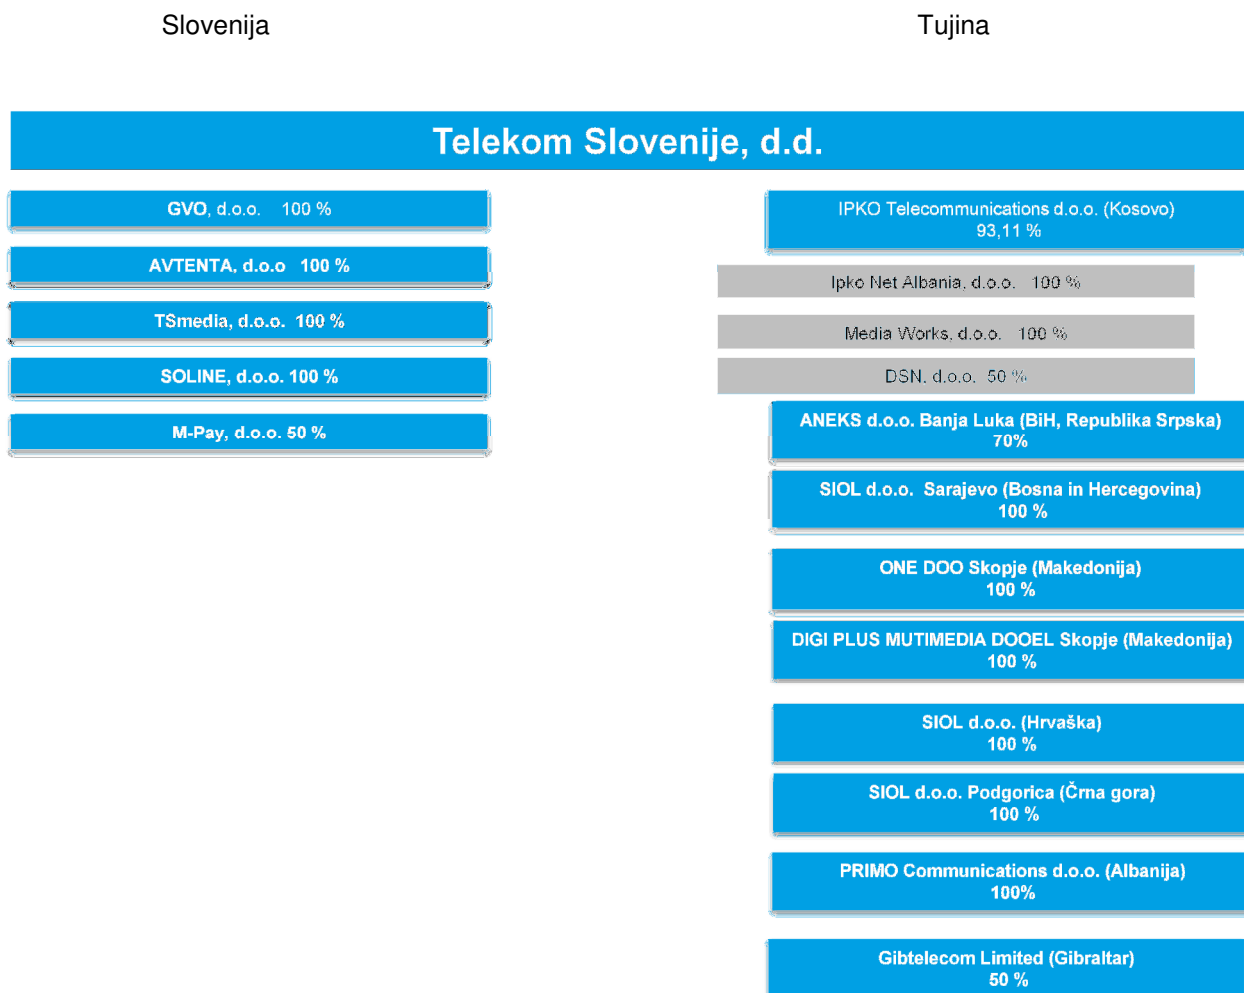 Slovenija
Tujina
Telekom Slovenije, d.d.
GVO, d.o.o. 100 %
AVTENTA, d.o.o 100 %
TSmedia, d.o.o. 100 %
SOLINE, d.o.o. 100 %
M-Pay, d.o.o. 50 %
IPKO Telecommunications d.o.o. (Kosovo)
93,11 %
Ipko Net Albania, d.o.o. 100 %
Media Works, d.o.o. 100 %
DSN, d.o.o. 50 %
ANEKS d.o.o. Banja Luka (BiH, Republika Srpska)
70%
SIOL d.o.o. Sarajevo (Bosna in Hercegovina)
100 %
ONE DOO Skopje (Makedonija)
100 %
DIGI PLUS MUTIMEDIA DOOEL Skopje (Makedonija)
100 %
SIOL d.o.o. (Hrvaška)
100 %
SIOL d.o.o. Podgorica (Črna gora)
100 %
PRIMO Communications d.o.o. (Albanija)
100%
Gibtelecom Limited (Gibraltar)
50 %